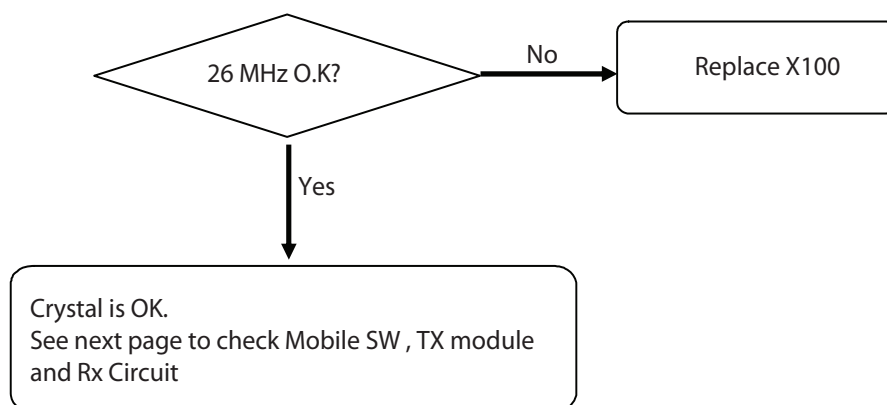 26 MHz O.K?
No
Replace X100
Yes
Crystal is OK.
See next page to check Mobile SW , TX module
and Rx Circuit